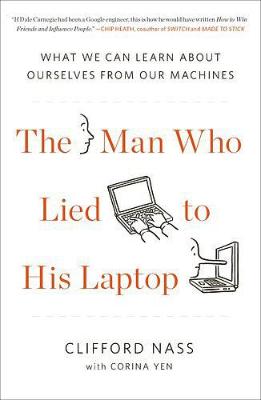 "If Dale Carnegie had been a Google engineer, this is how he would have written How to Win
Friends and Influence People." —CHIP HEATH, coauthor of SWITCH and MADE TO STICK
WHAT WE CAN LEARN ABOUT
OURSELVES FROM OUR MACHINES
The Man Who
Lied to
His Laptop
CLIFFORD NASS
with CORINA YEN